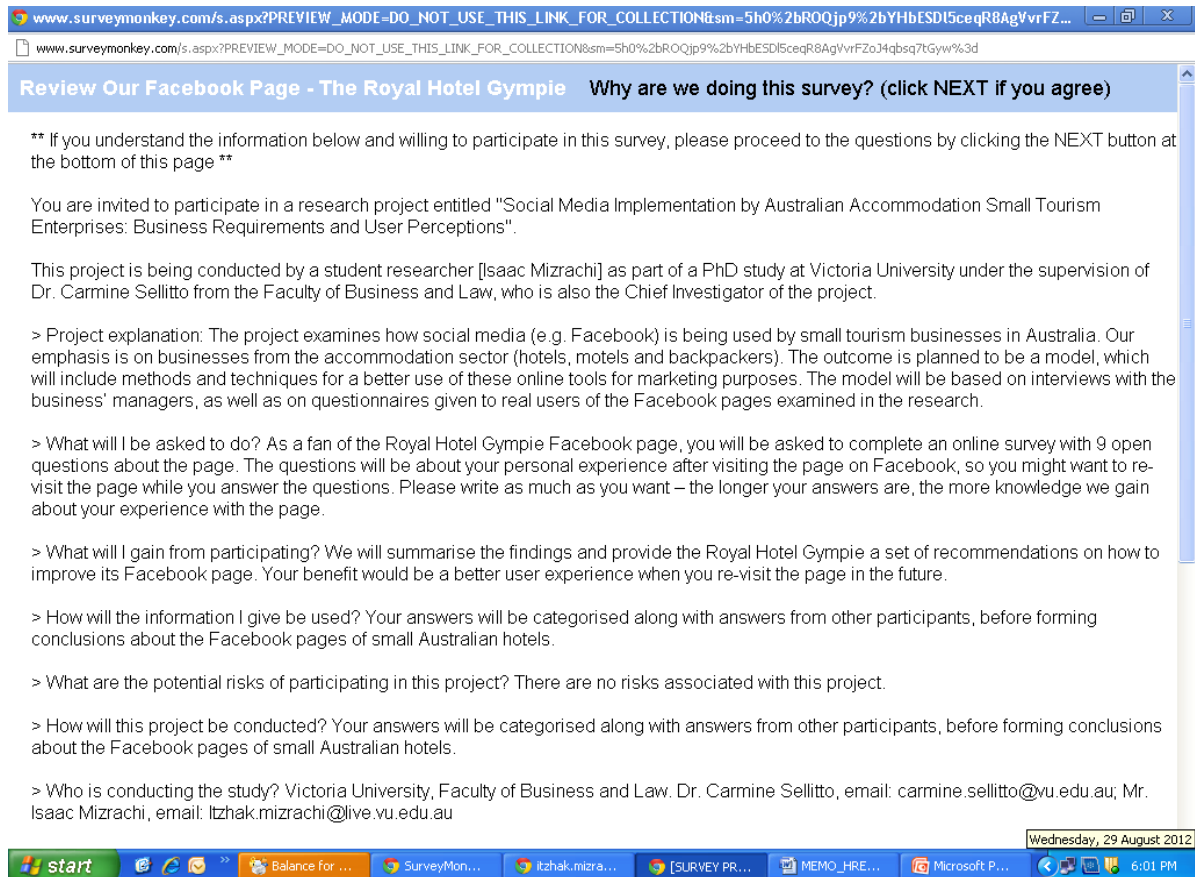 www.surveymonkey.com/s.aspx?PREVIEW_MODE=DO_NOT_USE_THIS_LINK_FOR_COLLECTION&sm=5h0%2bROQjp9%2bYHbESDl5ceqR8AgVvrFZ...
www.surveymonkey.com/s.aspx?PREVIEW_MODE=DO_NOT_USE_THIS_LINK_FOR_COLLECTION&sm=5h0%2bROQjp9%2bYHbESDl5ceqR8AgVvrFZoJ4qbsq7tGyw%3d
Review Our Facebook Page - The Royal Hotel Gympie Why are we doing this survey? (click NEXT if you agree)
** If you understand the information below and willing to participate in this survey, please proceed to the questions by clicking the NEXT button at
the bottom of this page **
You are invited to participate in a research project entitled "Social Media Implementation by Australian Accommodation Small Tourism
Enterprises: Business Requirements and User Perceptions".
This project is being conducted by a student researcher [Isaac Mizrachi] as part of a PhD study at Victoria University under the supervision of
Dr. Carmine Sellitto from the Faculty of Business and Law, who is also the Chief Investigator of the project.
> Project explanation: The project examines how social media (e.g. Facebook) is being used by small tourism businesses in Australia. Our
emphasis is on businesses from the accommodation sector (hotels, motels and backpackers). The outcome is planned to be a model, which
will include methods and techniques for a better use of these online tools for marketing purposes. The model will be based on interviews with the
business' managers, as well as on questionnaires given to real users of the Facebook pages examined in the research.
> What will I be asked to do? As a fan of the Royal Hotel Gympie Facebook page, you will be asked to complete an online survey with 9 open
questions about the page. The questions will be about your personal experience after visiting the page on Facebook, so you might want to re-
visit the page while you answer the questions. Please write as much as you want – the longer your answers are, the more knowledge we gain
about your experience with the page.
> What will I gain from participating? We will summarise the findings and provide the Royal Hotel Gympie a set of recommendations on how to
improve its Facebook page. Your benefit would be a better user experience when you re-visit the page in the future.
> How will the information I give be used? Your answers will be categorised along with answers from other participants, before forming
conclusions about the Facebook pages of small Australian hotels.
> What are the potential risks of participating in this project? There are no risks associated with this project.
> How will this project be conducted? Your answers will be categorised along with answers from other participants, before forming conclusions
about the Facebook pages of small Australian hotels.
> Who is conducting the study? Victoria University, Faculty of Business and Law. Dr. Carmine Sellitto, email: carmine.sellitto@vu.edu.au; Mr.
Isaac Mizrachi, email: Itzhak.mizrachi@live.vu.edu.au
Wednesday, 29 August 2012
start Balance for ... SurveyMon... itzhak.mizra... [SURVEY PR... MEMO_HRE... Microsoft P... 6:01 PM